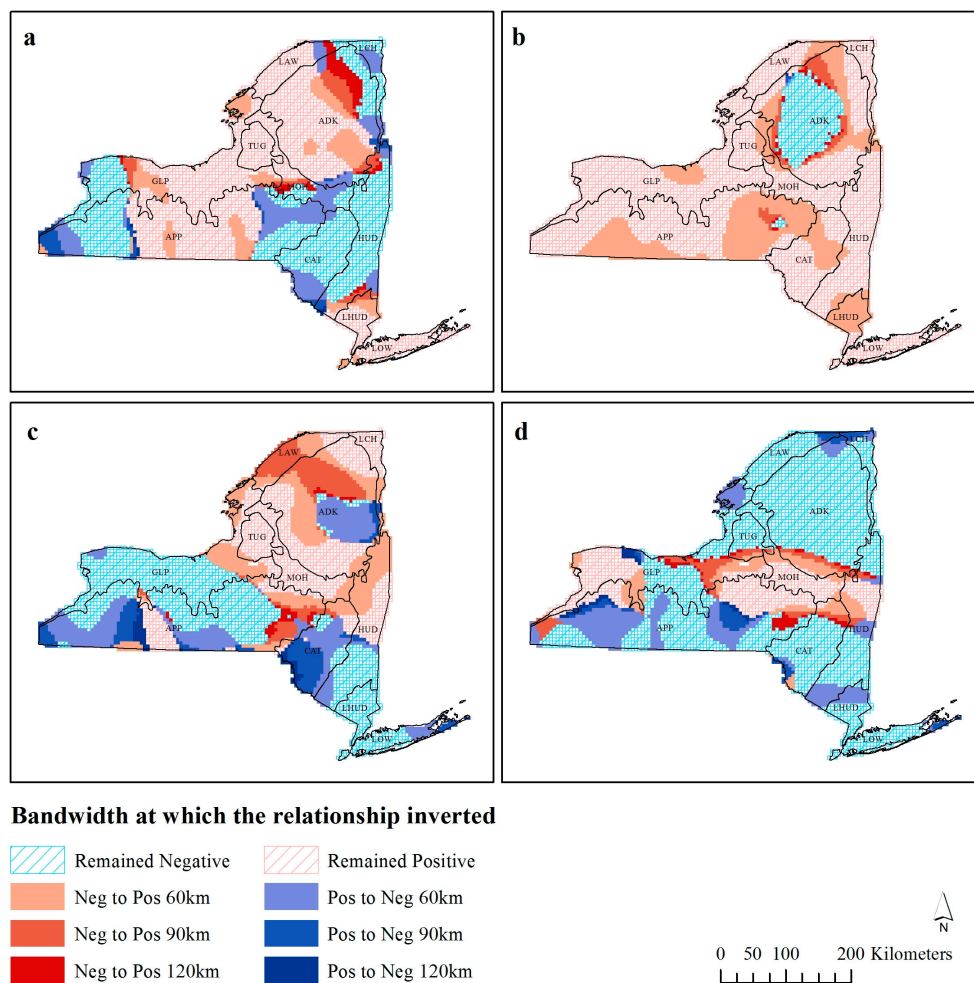 a
LCH
LAW
ADK
TUG
MOH
GLP
APP
HUD
CAT
LHUD
LOW
b
LCH
LAW
ADK
TUG
GLP
MOH
APP
HUD
CAT
LHUD
LOW
c
LCH
LAW
ADK
TUG
GLP
MOH
APP
HUD
CAT
LHUD
LOW
d
LCH
LAW
ADK
TUG
GLP
MOH
APP
HUD
CAT
LHUD
LOW
Bandwidth at which the relationship inverted
Remained Negative Remained Positive
Neg to Pos 60km Pos to Neg 60km
Neg to Pos 90km Pos to Neg 90km
Neg to Pos 120km Pos to Neg 120km
N
0 50 100 200 Kilometers